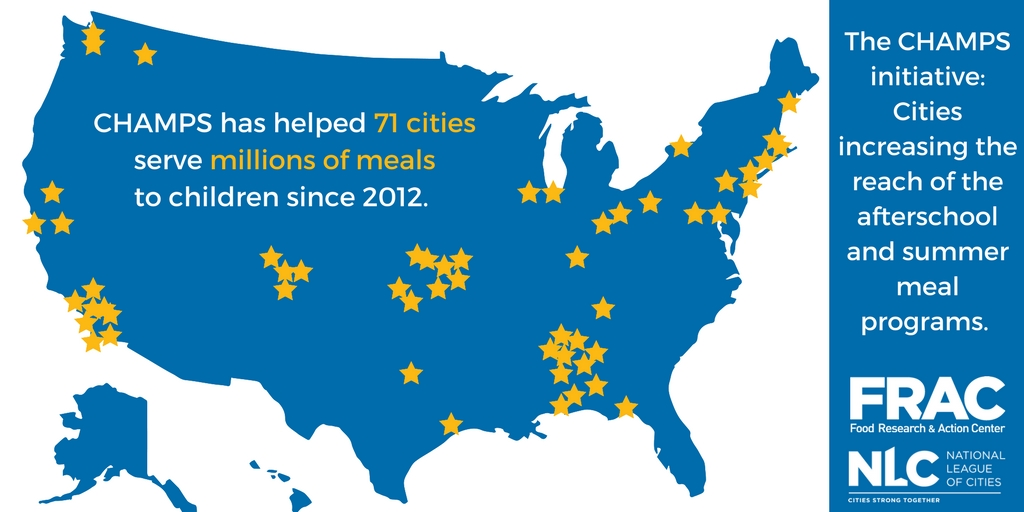 CHAMPS has helped 71 cities
serve millions of meals
to children since 2012.
The CHAMPS
initiative:
Cities
increasing the
reach of the
afterschool
and summer
meal
programs.
FRAC
Food Research & Action Center
NLC
NATIONAL
LEAGUE
OF CITIES
CITIES STRONG TOGETHER